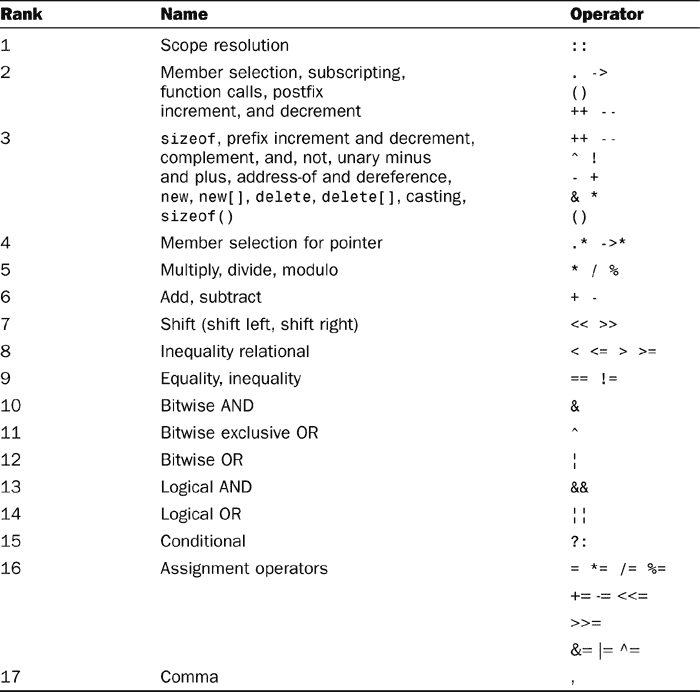 Rank Name Operator
1 Scope resolution ::
2 Member selection, subscripting, . ->
function calls, postfix ()
increment, and decrement ++ --
3 sizeof, prefix increment and decrement, ++ --
complement, and, not, unary minus ^ !
and plus, address-of and dereference, - +
new, new[], delete, delete[], casting, & *
sizeof() ()
4 Member selection for pointer .* ->*
5 Multiply, divide, modulo * / %
6 Add, subtract + -
7 Shift (shift left, shift right) << >>
8 Inequality relational < <= > >=
9 Equality, inequality == !=
10 Bitwise AND &
11 Bitwise exclusive OR ^
12 Bitwise OR ¦
13 Logical AND &&
14 Logical OR ¦¦
15 Conditional ?:
16 Assignment operators = *= /= %=
+= -= <<=
>>=
&= |= ^=
17 Comma ,